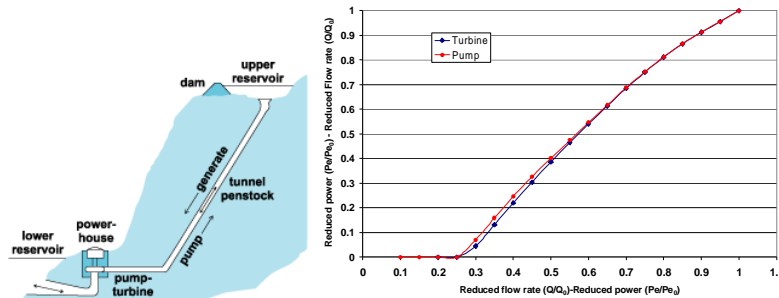 upper
reservoir
dam
generate
tunnel
penstock
pump
power-
house
lower
reservoir
pump-
turbine
Reduced power (Pe/Pe₀) - Reduced Flow rate (Q/Q₀)
1
0.9
0.8
0.7
0.6
0.5
0.4
0.3
0.2
0.1
0
Turbine
Pump
0 0.1 0.2 0.3 0.4 0.5 0.6 0.7 0.8 0.9 1 1.
Reduced flow rate (Q/Q₀)-Reduced power (Pe/Pe₀)